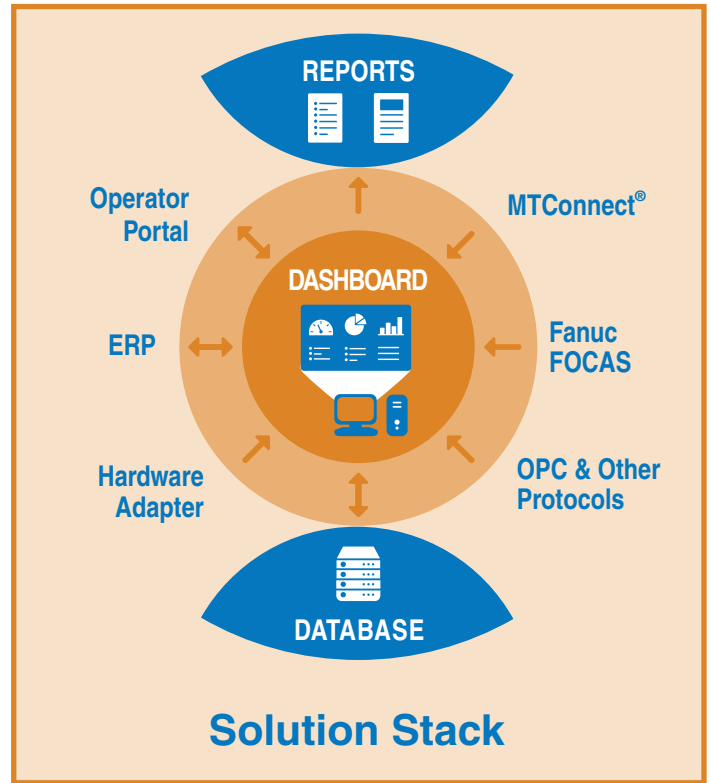 REPORTS
Operator
Portal
MTConnect®
DASHBOARD
ERP
Fanuc
FOCAS
Hardware
Adapter
OPC & Other
Protocols
DATABASE
Solution Stack